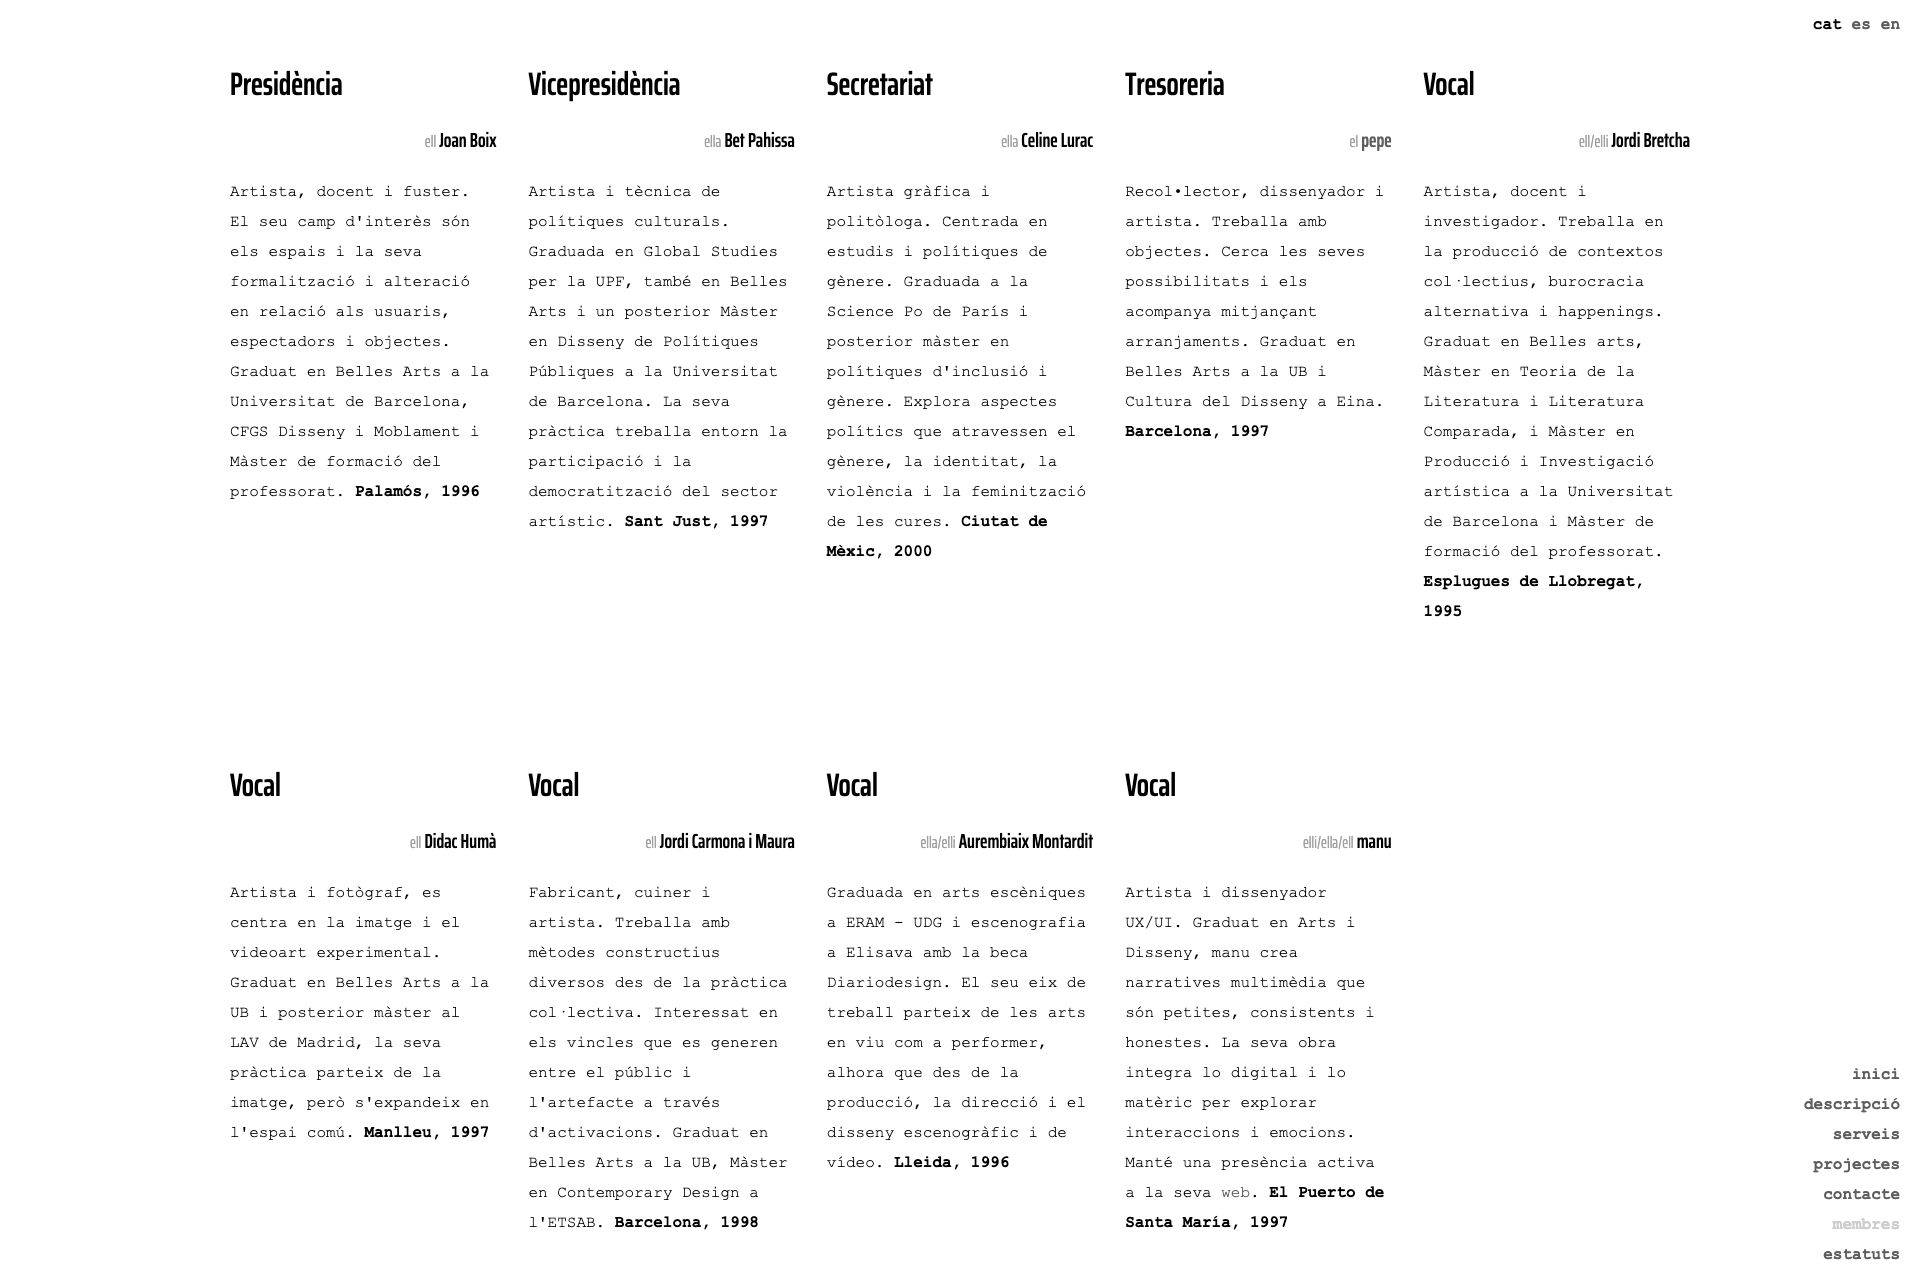 cat es en
Presidència
ell Joan Boix
Artista, docent i fuster.
El seu camp d'interès són
els espais i la seva
formalització i alteració
en relació als usuaris,
espectadors i objectes.
Graduat en Belles Arts a la
Universitat de Barcelona,
CFGS Disseny i Moblament i
Màster de formació del
professorat. Palamós, 1996
Vicepresidència
ella Bet Pahissa
Artista i tècnica de
polítiques culturals.
Graduada en Global Studies
per la UPF, també en Belles
Arts i un posterior Màster
en Disseny de Polítiques
Públiques a la Universitat
de Barcelona. La seva
pràctica treballa entorn la
participació i la
democratització del sector
artístic. Sant Just, 1997
Secretariat
ella Celine Lurac
Artista gràfica i
politòloga. Centrada en
estudis i polítiques de
gènere. Graduada a la
Science Po de París i
posterior màster en
polítiques d'inclusió i
gènere. Explora aspectes
polítics que atravessen el
gènere, la identitat, la
violència i la feminització
de les cures. Ciutat de
Mèxic, 2000
Tresoreria
el pepe
Recol•lector, dissenyador i
artista. Treballa amb
objectes. Cerca les seves
possibilitats i els
acompanya mitjançant
arranjaments. Graduat en
Belles Arts a la UB i
Cultura del Disseny a Eina.
Barcelona, 1997
Vocal
ell/elli Jordi Bretcha
Artista, docent i
investigador. Treballa en
la producció de contextos
col·lectius, burocracia
alternativa i happenings.
Graduat en Belles arts,
Màster en Teoria de la
Literatura i Literatura
Comparada, i Màster en
Producció i Investigació
artística a la Universitat
de Barcelona i Màster de
formació del professorat.
Esplugues de Llobregat,
1995
Vocal
ell Didac Humà
Artista i fotògraf, es
centra en la imatge i el
videoart experimental.
Graduat en Belles Arts a la
UB i posterior màster al
LAV de Madrid, la seva
pràctica parteix de la
imatge, però s'expandeix en
l'espai comú. Manlleu, 1997
Vocal
ell Jordi Carmona i Maura
Fabricant, cuiner i
artista. Treballa amb
mètodes constructius
diversos des de la pràctica
col·lectiva. Interessat en
els vincles que es generen
entre el públic i
l'artefacte a través
d'activacions. Graduat en
Belles Arts a la UB, Màster
en Contemporary Design a
l'ETSAB. Barcelona, 1998
Vocal
ella/elli Aurembiaix Montardit
Graduada en arts escèniques
a ERAM - UDG i escenografia
a Elisava amb la beca
Diariodesign. El seu eix de
treball parteix de les arts
en viu com a performer,
alhora que des de la
producció, la direcció i el
disseny escenogràfic i de
vídeo. Lleida, 1996
Vocal
elli/ella/ell manu
Artista i dissenyador
UX/UI. Graduat en Arts i
Disseny, manu crea
narratives multimèdia que
són petites, consistents i
honestes. La seva obra
integra lo digital i lo
matèric per explorar
interaccions i emocions.
Manté una presència activa
a la seva web. El Puerto de
Santa María, 1997
inici
descripció
serveis
projectes
contacte
membres
estatuts